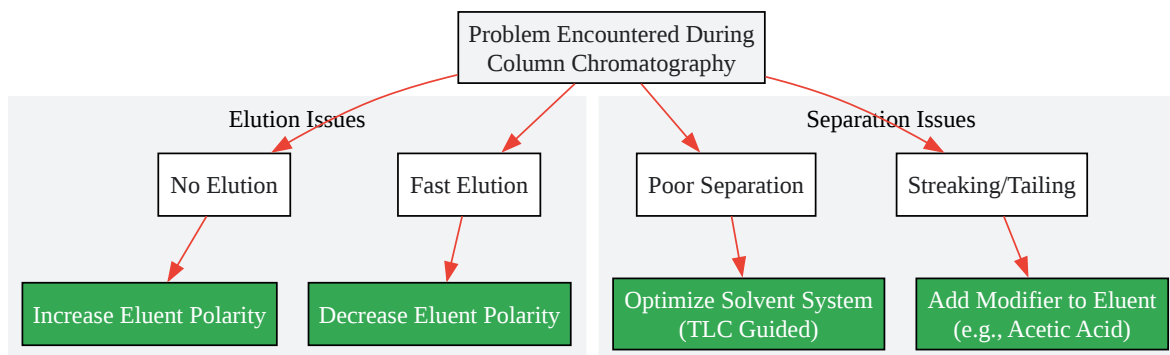 Problem Encountered During
Column Chromatography
Elution Issues
Separation Issues
No Elution
Fast Elution
Poor Separation
Streaking/Tailing
Increase Eluent Polarity
Decrease Eluent Polarity
Optimize Solvent System
(TLC Guided)
Add Modifier to Eluent
(e.g., Acetic Acid)